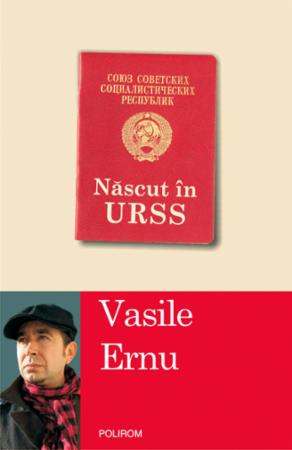 СОЮЗ СОВЕТСКИХ
СОЦИАЛИСТИЧЕСКИХ
РЕСПУБЛИК
Născut în
URSS
Vasile
Ernu
POLIROM